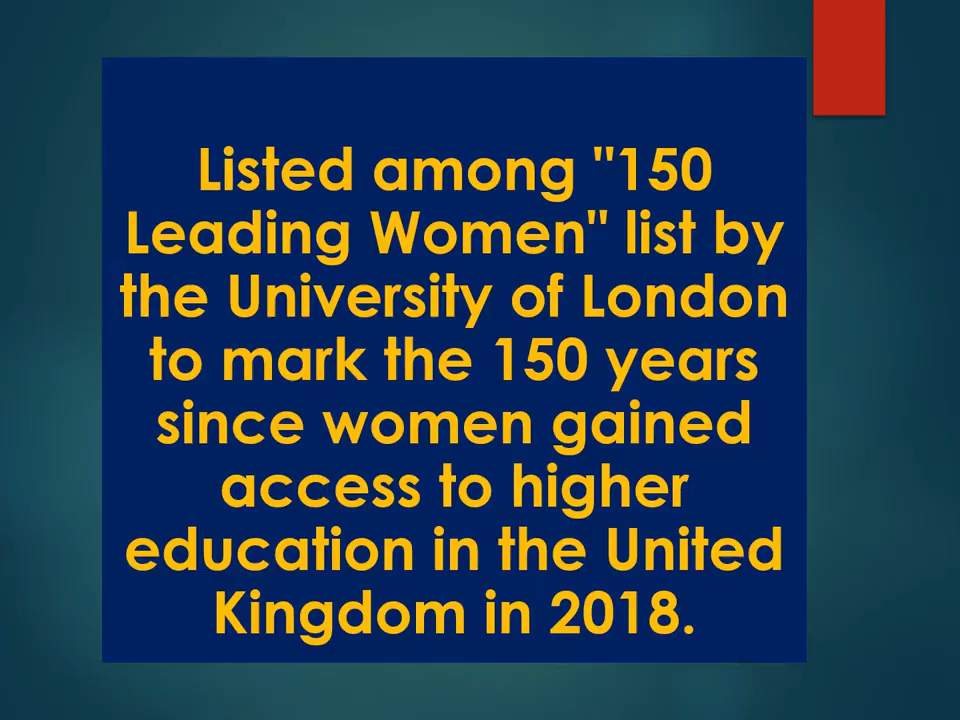 Listed among "150
Leading Women" list by
the University of London
to mark the 150 years
since women gained
access to higher
education in the United
Kingdom in 2018.